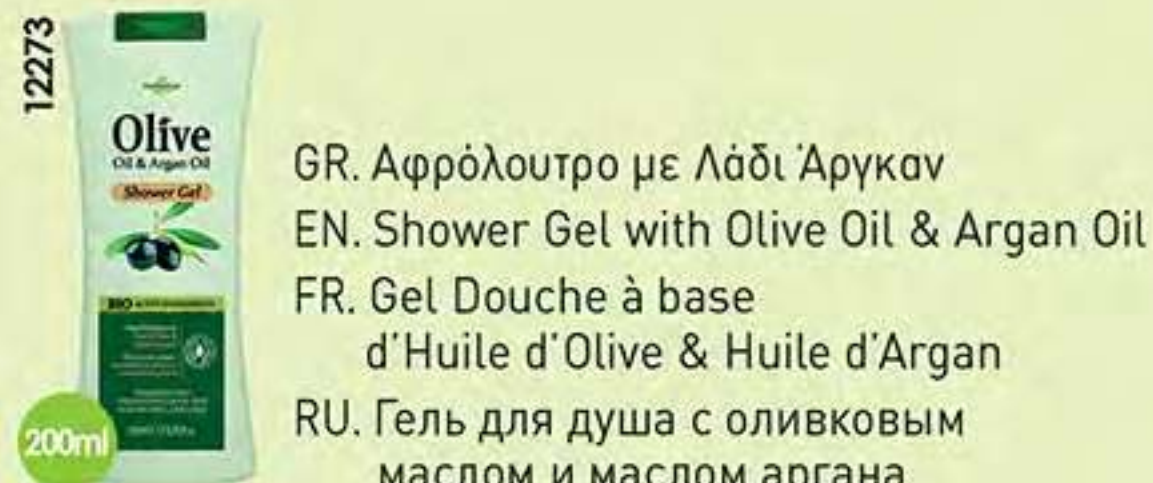 12273
Olive
Oil & Argan Oil
Shower Gel
BIO
200ml
GR. Αφρόλουτρο με Λάδι Άργκαν
EN. Shower Gel with Olive Oil & Argan Oil
FR. Gel Douche à base
d'Huile d'Olive & Huile d'Argan
RU. Гель для душа с оливковым
маслом и маслом аргана